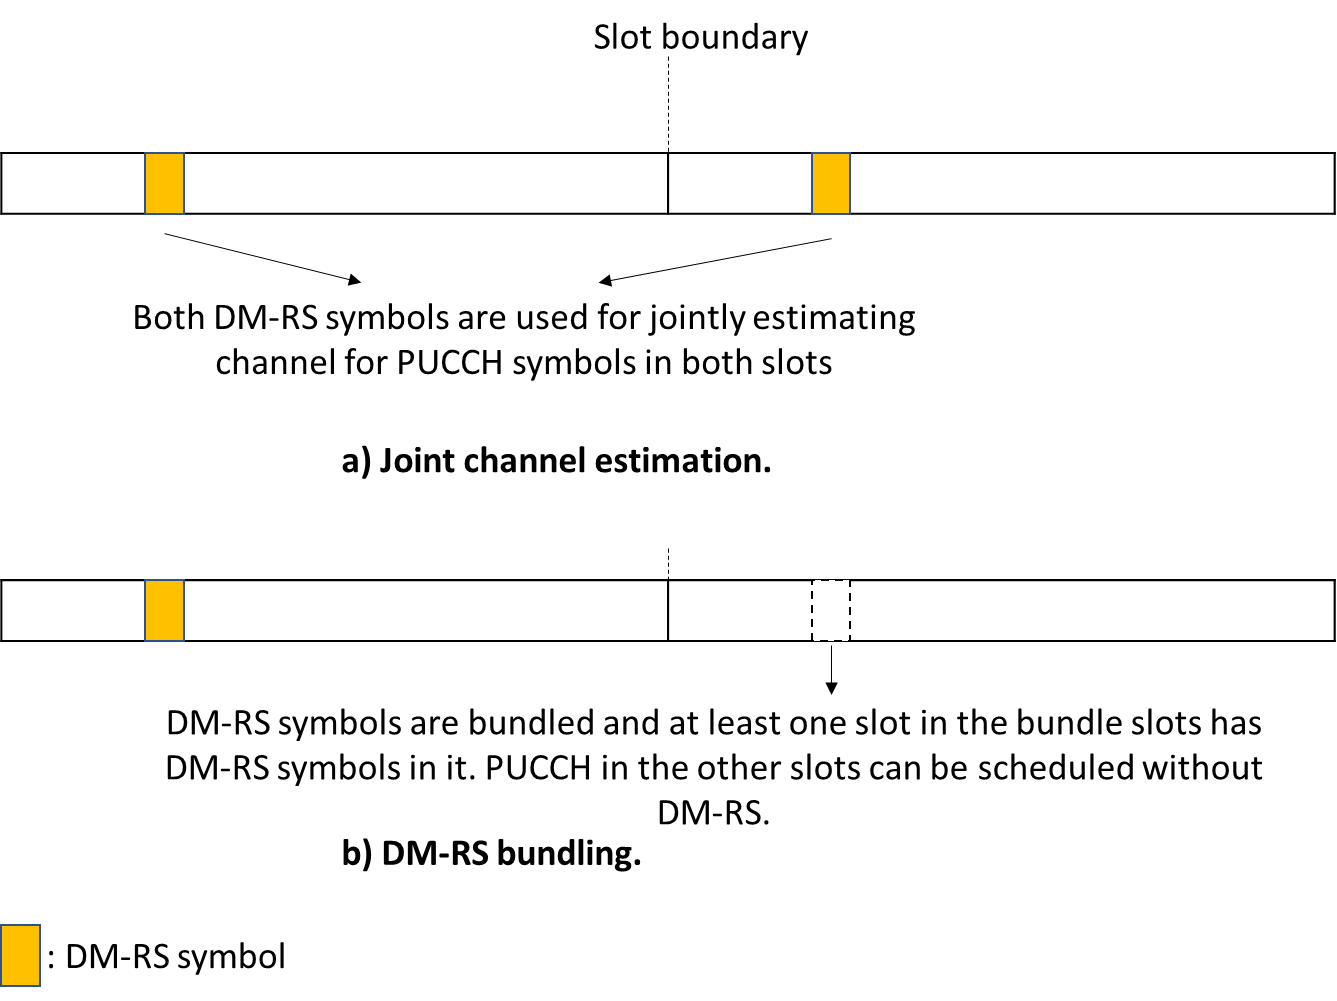 Slot boundary
Both DM-RS symbols are used for jointly estimating
channel for PUCCH symbols in both slots
a) Joint channel estimation.
DM-RS symbols are bundled and at least one slot in the bundle slots has
DM-RS symbols in it. PUCCH in the other slots can be scheduled without
DM-RS.
b) DM-RS bundling.
: DM-RS symbol